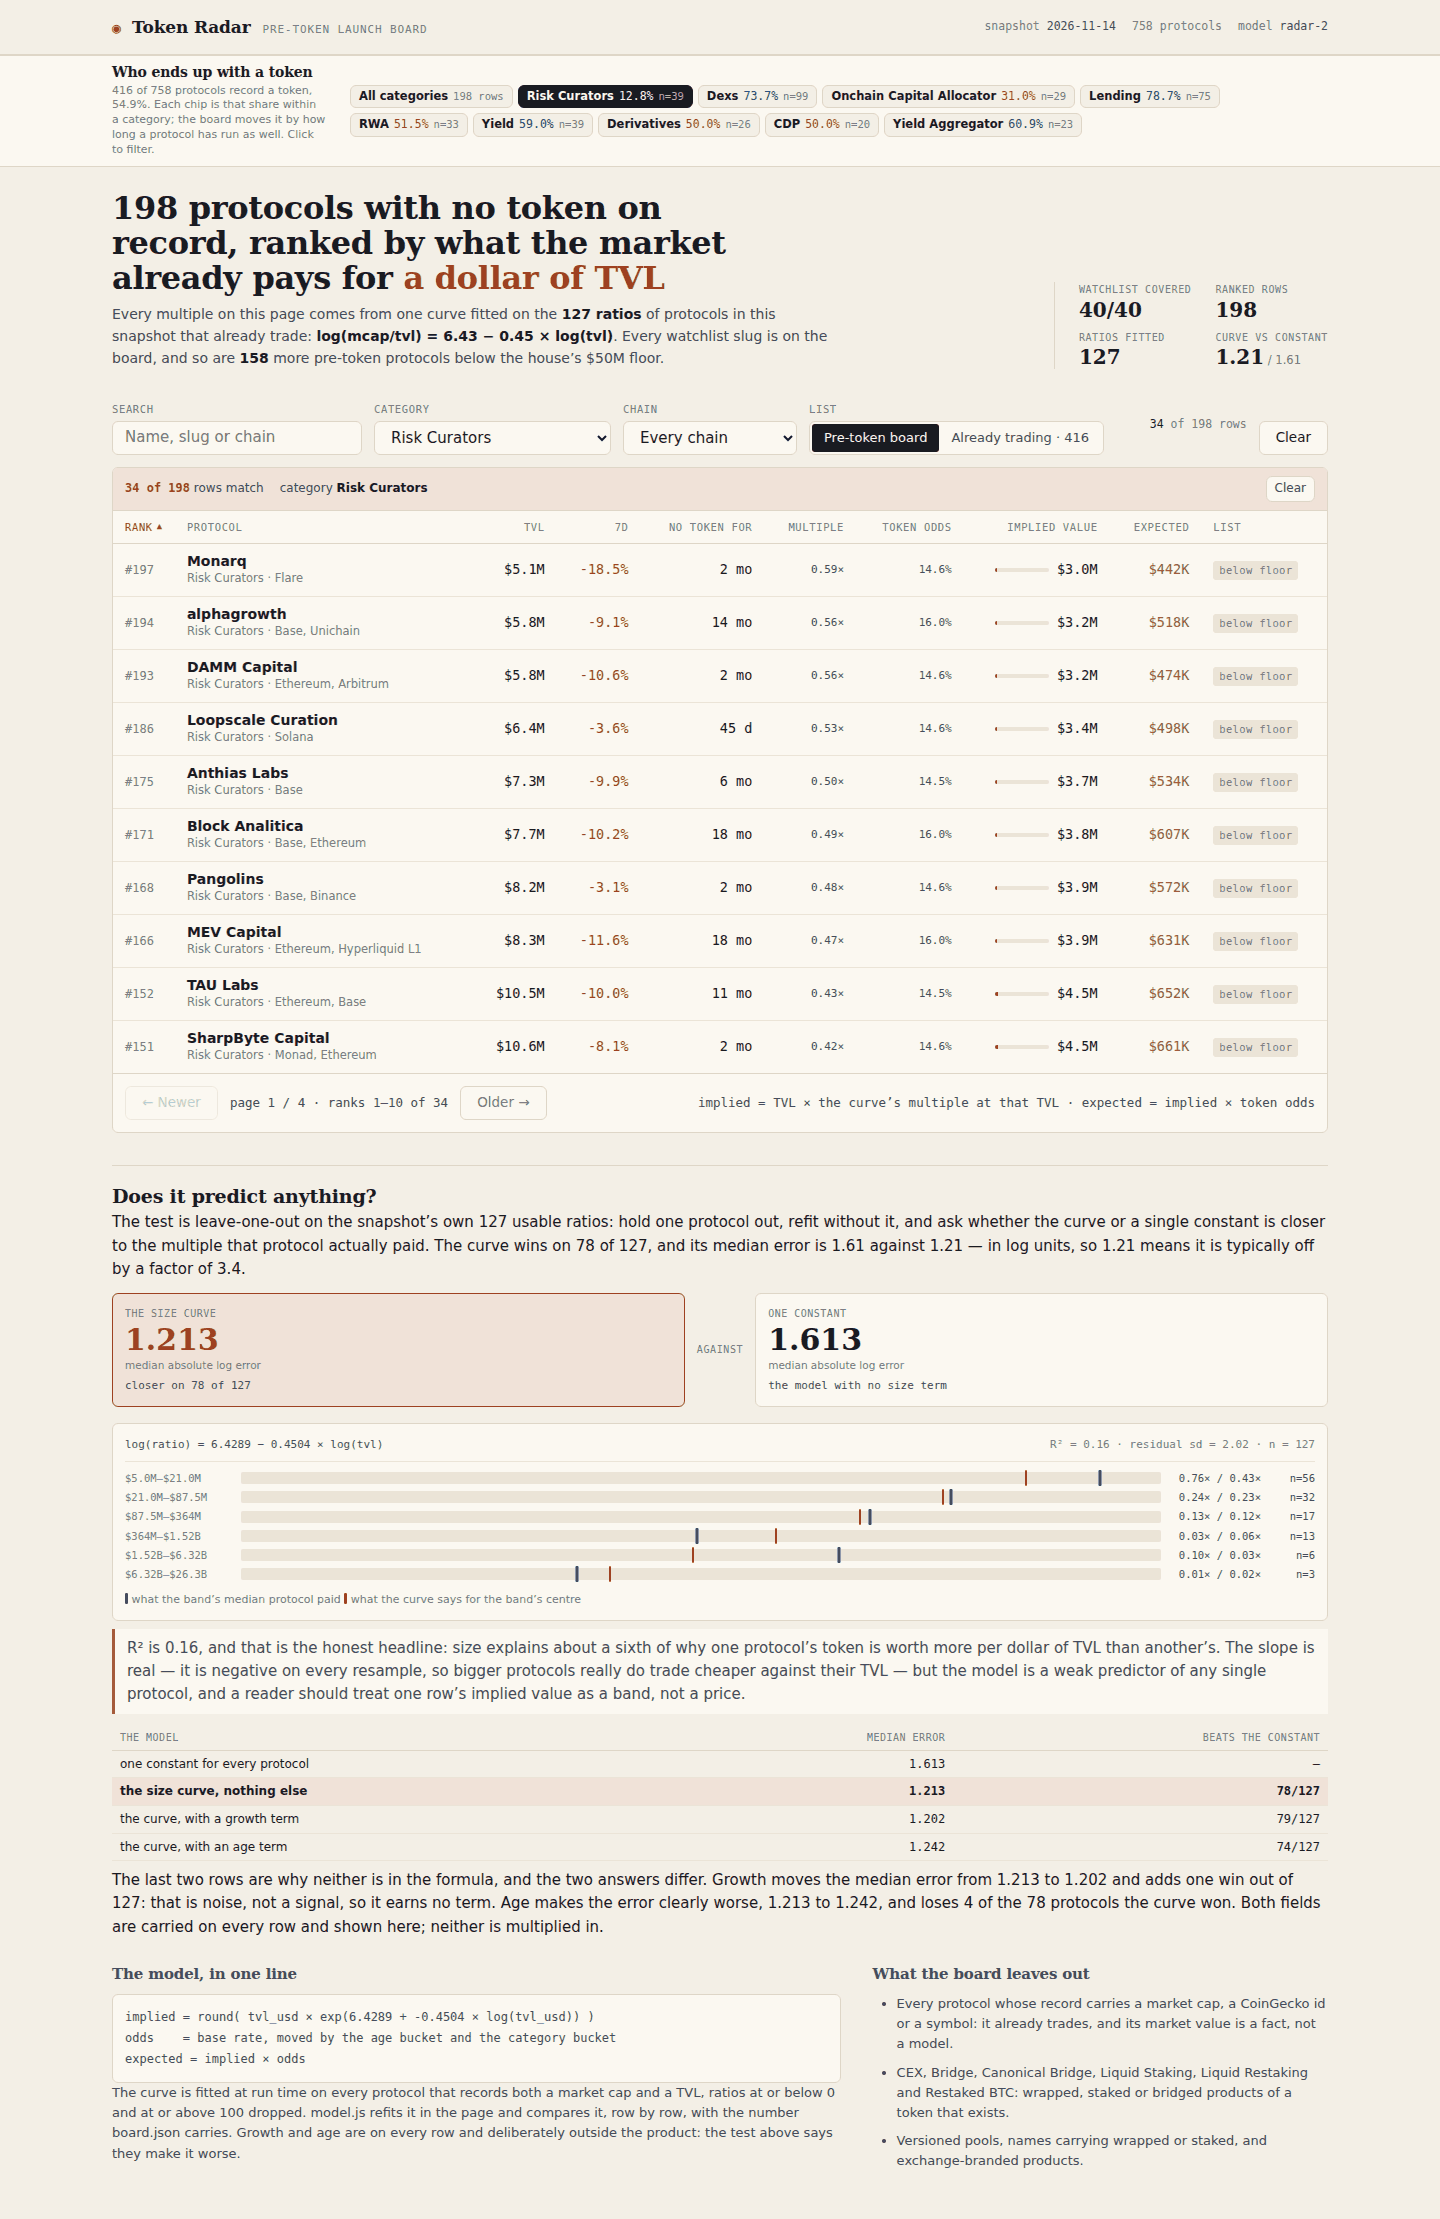 ◉ Token Radar PRE-TOKEN LAUNCH BOARD
snapshot 2026-11-14 758 protocols model radar-2
Who ends up with a token
416 of 758 protocols record a token,
54.9%. Each chip is that share within
a category; the board moves it by how
long a protocol has run as well. Click
to filter.
All categories 198 rows Risk Curators 12.8% n=39 Dexs 73.7% n=99 Onchain Capital Allocator 31.0% n=29 Lending 78.7% n=75
RWA 51.5% n=33 Yield 59.0% n=39 Derivatives 50.0% n=26 CDP 50.0% n=20 Yield Aggregator 60.9% n=23
198 protocols with no token on
record, ranked by what the market
already pays for a dollar of TVL
Every multiple on this page comes from one curve fitted on the 127 ratios of protocols in this
snapshot that already trade: log(mcap/tvl) = 6.43 − 0.45 × log(tvl). Every watchlist slug is on the
board, and so are 158 more pre-token protocols below the house’s $50M floor.
WATCHLIST COVERED RANKED ROWS
40/40 198
RATIOS FITTED CURVE VS CONSTANT
127 1.21 / 1.61
SEARCH CATEGORY CHAIN LIST
Name, slug or chain Risk Curators Every chain Pre-token board Already trading · 416 34 of 198 rows Clear
34 of 198 rows match category Risk Curators Clear
RANK ▲ PROTOCOL TVL 7D NO TOKEN FOR MULTIPLE TOKEN ODDS IMPLIED VALUE EXPECTED LIST
#197 Monarq $5.1M -18.5% 2 mo 0.59× 14.6% $3.0M $442K below floor
Risk Curators · Flare
#194 alphagrowth $5.8M -9.1% 14 mo 0.56× 16.0% $3.2M $518K below floor
Risk Curators · Base, Unichain
#193 DAMM Capital $5.8M -10.6% 2 mo 0.56× 14.6% $3.2M $474K below floor
Risk Curators · Ethereum, Arbitrum
#186 Loopscale Curation $6.4M -3.6% 45 d 0.53× 14.6% $3.4M $498K below floor
Risk Curators · Solana
#175 Anthias Labs $7.3M -9.9% 6 mo 0.50× 14.5% $3.7M $534K below floor
Risk Curators · Base
#171 Block Analitica $7.7M -10.2% 18 mo 0.49× 16.0% $3.8M $607K below floor
Risk Curators · Base, Ethereum
#168 Pangolins $8.2M -3.1% 2 mo 0.48× 14.6% $3.9M $572K below floor
Risk Curators · Base, Binance
#166 MEV Capital $8.3M -11.6% 18 mo 0.47× 16.0% $3.9M $631K below floor
Risk Curators · Ethereum, Hyperliquid L1
#152 TAU Labs $10.5M -10.0% 11 mo 0.43× 14.5% $4.5M $652K below floor
Risk Curators · Ethereum, Base
#151 SharpByte Capital $10.6M -8.1% 2 mo 0.42× 14.6% $4.5M $661K below floor
Risk Curators · Monad, Ethereum
← Newer page 1 / 4 · ranks 1–10 of 34 Older → implied = TVL × the curve’s multiple at that TVL · expected = implied × token odds
Does it predict anything?
The test is leave-one-out on the snapshot’s own 127 usable ratios: hold one protocol out, refit without it, and ask whether the curve or a single constant is closer
to the multiple that protocol actually paid. The curve wins on 78 of 127, and its median error is 1.61 against 1.21 — in log units, so 1.21 means it is typically off
by a factor of 3.4.
THE SIZE CURVE
1.213
median absolute log error
closer on 78 of 127
AGAINST
ONE CONSTANT
1.613
median absolute log error
the model with no size term
log(ratio) = 6.4289 − 0.4504 × log(tvl) R² = 0.16 · residual sd = 2.02 · n = 127
$5.0M–$21.0M 0.76× / 0.43× n=56
$21.0M–$87.5M 0.24× / 0.23× n=32
$87.5M–$364M 0.13× / 0.12× n=17
$364M–$1.52B 0.03× / 0.06× n=13
$1.52B–$6.32B 0.10× / 0.03× n=6
$6.32B–$26.3B 0.01× / 0.02× n=3
what the band’s median protocol paid what the curve says for the band’s centre
R² is 0.16, and that is the honest headline: size explains about a sixth of why one protocol’s token is worth more per dollar of TVL than another’s. The slope is
real — it is negative on every resample, so bigger protocols really do trade cheaper against their TVL — but the model is a weak predictor of any single
protocol, and a reader should treat one row’s implied value as a band, not a price.
THE MODEL MEDIAN ERROR BEATS THE CONSTANT
one constant for every protocol 1.613 —
the size curve, nothing else 1.213 78/127
the curve, with a growth term 1.202 79/127
the curve, with an age term 1.242 74/127
The last two rows are why neither is in the formula, and the two answers differ. Growth moves the median error from 1.213 to 1.202 and adds one win out of
127: that is noise, not a signal, so it earns no term. Age makes the error clearly worse, 1.213 to 1.242, and loses 4 of the 78 protocols the curve won. Both fields
are carried on every row and shown here; neither is multiplied in.
The model, in one line
implied = round( tvl_usd × exp(6.4289 + -0.4504 × log(tvl_usd)) )
odds = base rate, moved by the age bucket and the category bucket
expected = implied × odds
The curve is fitted at run time on every protocol that records both a market cap and a TVL, ratios at or below 0
and at or above 100 dropped. model.js refits it in the page and compares it, row by row, with the number
board.json carries. Growth and age are on every row and deliberately outside the product: the test above says
they make it worse.
What the board leaves out
• Every protocol whose record carries a market cap, a CoinGecko id
or a symbol: it already trades, and its market value is a fact, not
a model.
• CEX, Bridge, Canonical Bridge, Liquid Staking, Liquid Restaking
and Restaked BTC: wrapped, staked or bridged products of a
token that exists.
• Versioned pools, names carrying wrapped or staked, and
exchange-branded products.